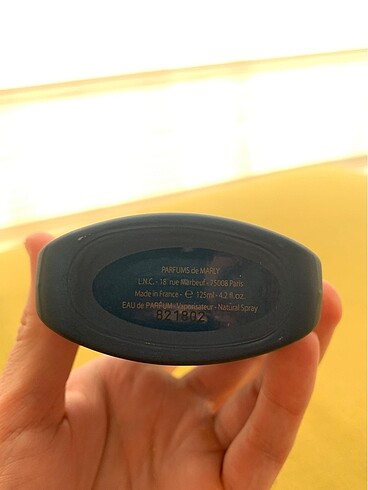 PARFUMS de MARLY
L.N.C. - 18 rue Marbeuf - 75008 Paris
Made in France - ℮ 125ml - 4.2 fl.oz.
EAU de PARFUM Vaporisateur - Natural Spray
B21802